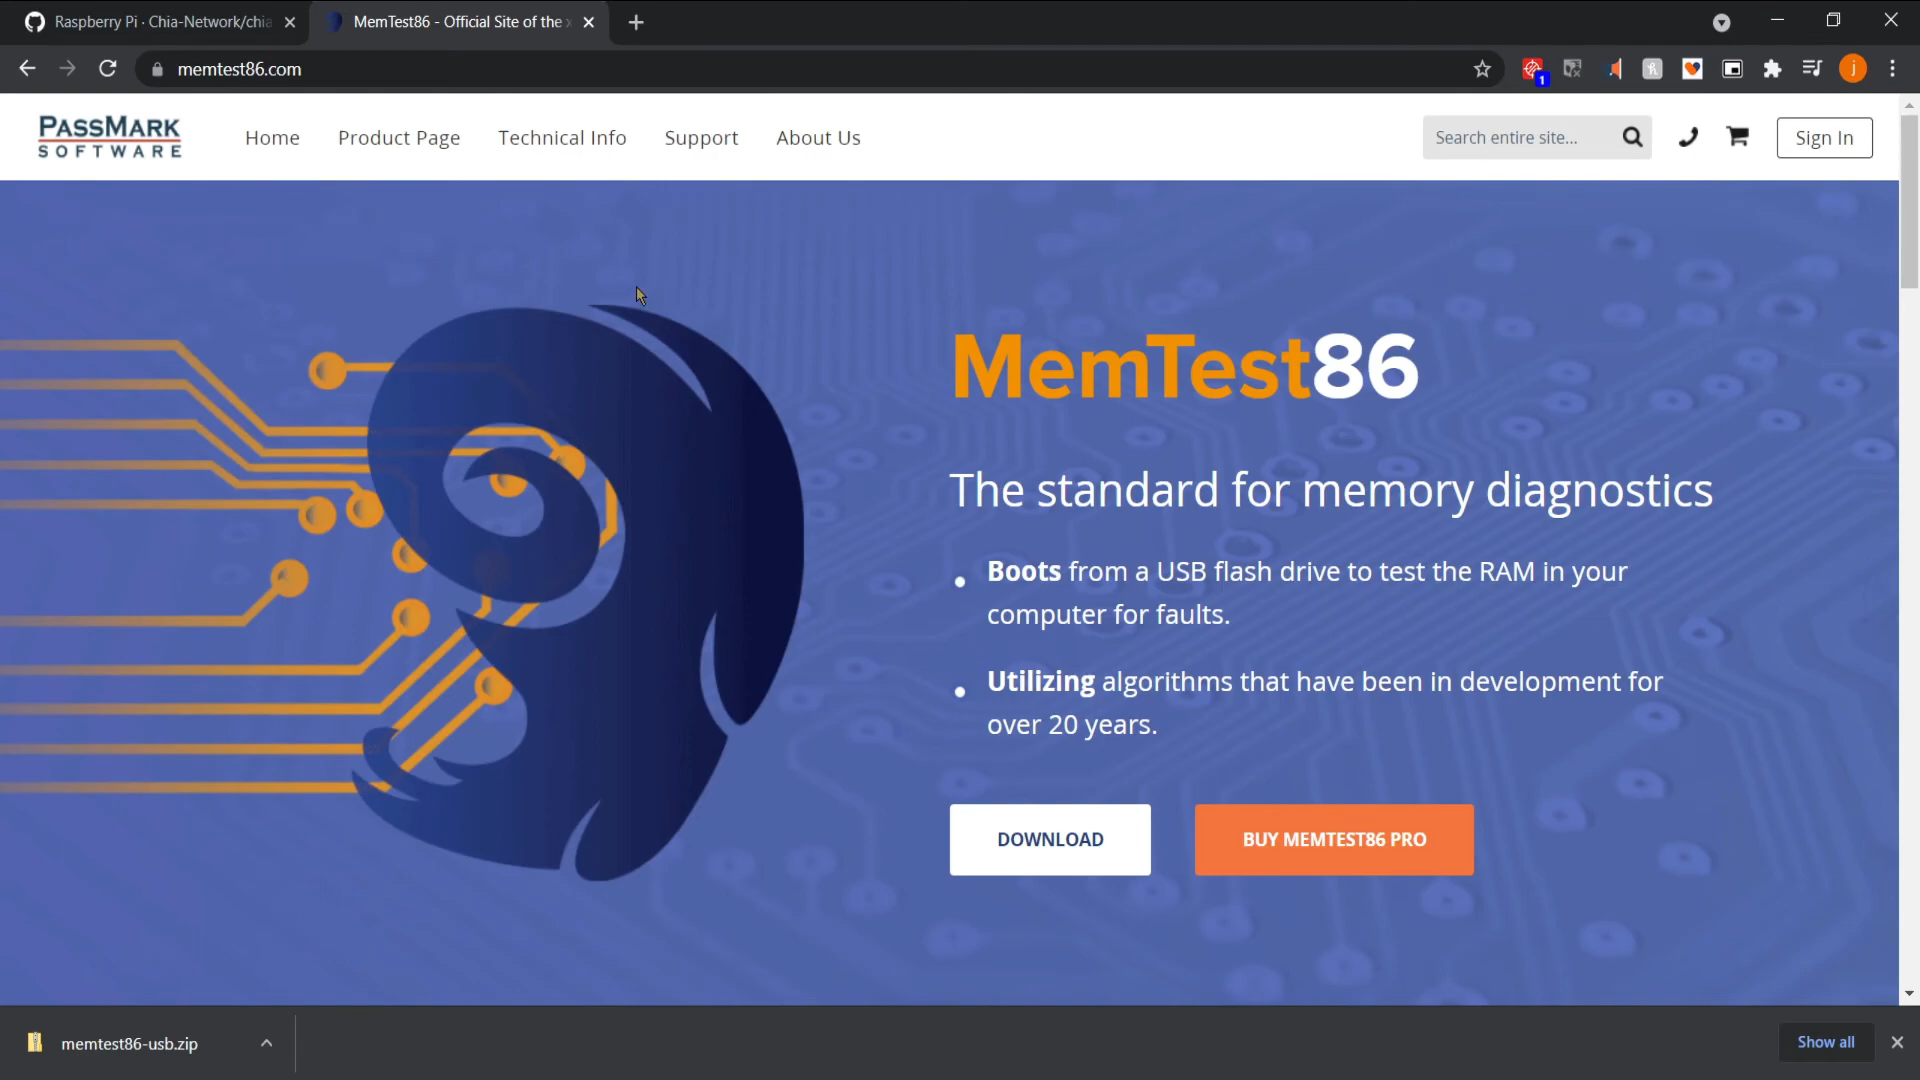 Raspberry Pi · Chia-Network/chia
MemTest86 - Official Site of the x
memtest86.com
1
j
PASSMARK
SOFTWARE
Home
Product Page
Technical Info
Support
About Us
Search entire site...
Sign In
MemTest86
The standard for memory diagnostics
Boots from a USB flash drive to test the RAM in your
computer for faults.
Utilizing algorithms that have been in development for
over 20 years.
DOWNLOAD
BUY MEMTEST86 PRO
memtest86-usb.zip
Show all